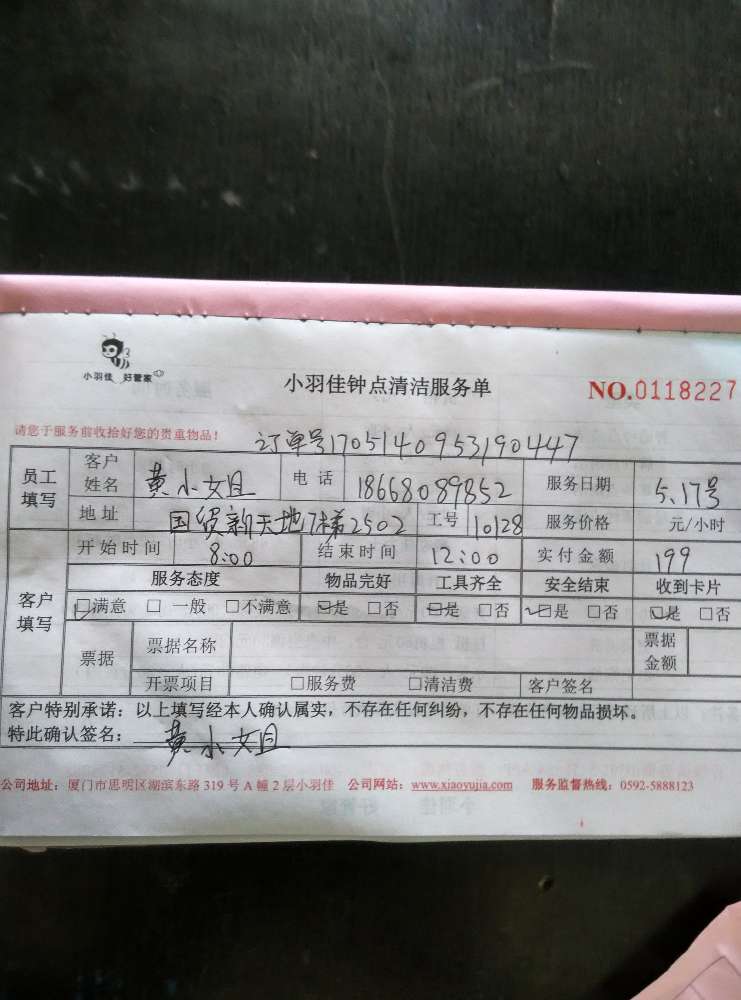 小羽佳 好管家
小羽佳钟点清洁服务单
NO.0118227
请您于服务前收拾好您的贵重物品!
订单号1705140953190447
员工填写 客户姓名 黄小姐 电话 18668089852 服务日期 5.17号
地址 国贸新天地7梯2502 工号 10128 服务价格 元/小时
开始时间 8:00 结束时间 12:00 实付金额 199
客户填写 服务态度 物品完好 工具齐全 安全结束 收到卡片
□满意 □一般 □不满意 □是 □否 □是 □否 □是 □否 □是 □否
票据 票据名称 票据金额
开票项目 □服务费 □清洁费 客户签名
客户特别承诺:以上填写经本人确认属实,不存在任何纠纷,不存在任何物品损坏。
特此确认签名: 黄小姐
公司地址:厦门市思明区湖滨东路319号A幢2层小羽佳 公司网站:www.xiaoyujia.com 服务监督热线:0592-5888123